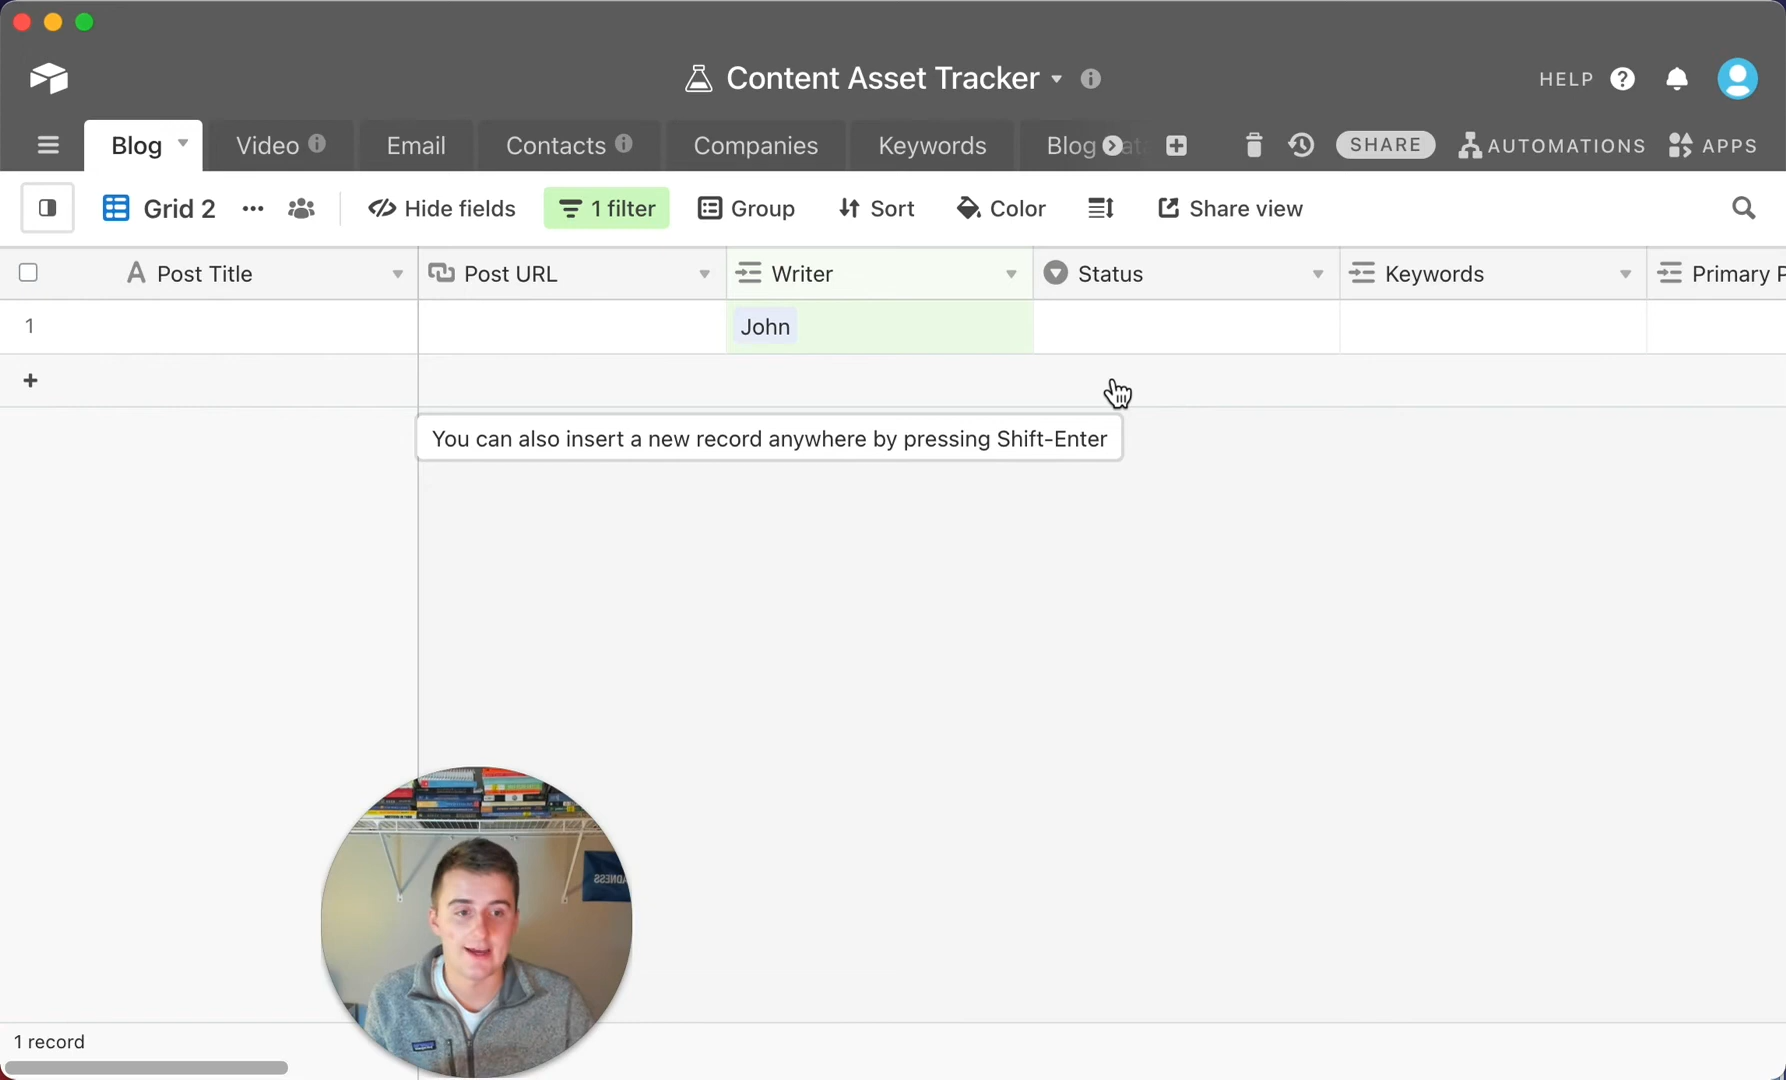 Content Asset Tracker
HELP
Blog
Video
Email
Contacts
Companies
Keywords
Blog
SHARE
AUTOMATIONS
APPS
Grid 2
Hide fields
1 filter
Group
Sort
Color
Share view
Post Title
Post URL
Writer
Status
Keywords
Primary P
1
John
You can also insert a new record anywhere by pressing Shift-Enter
1 record